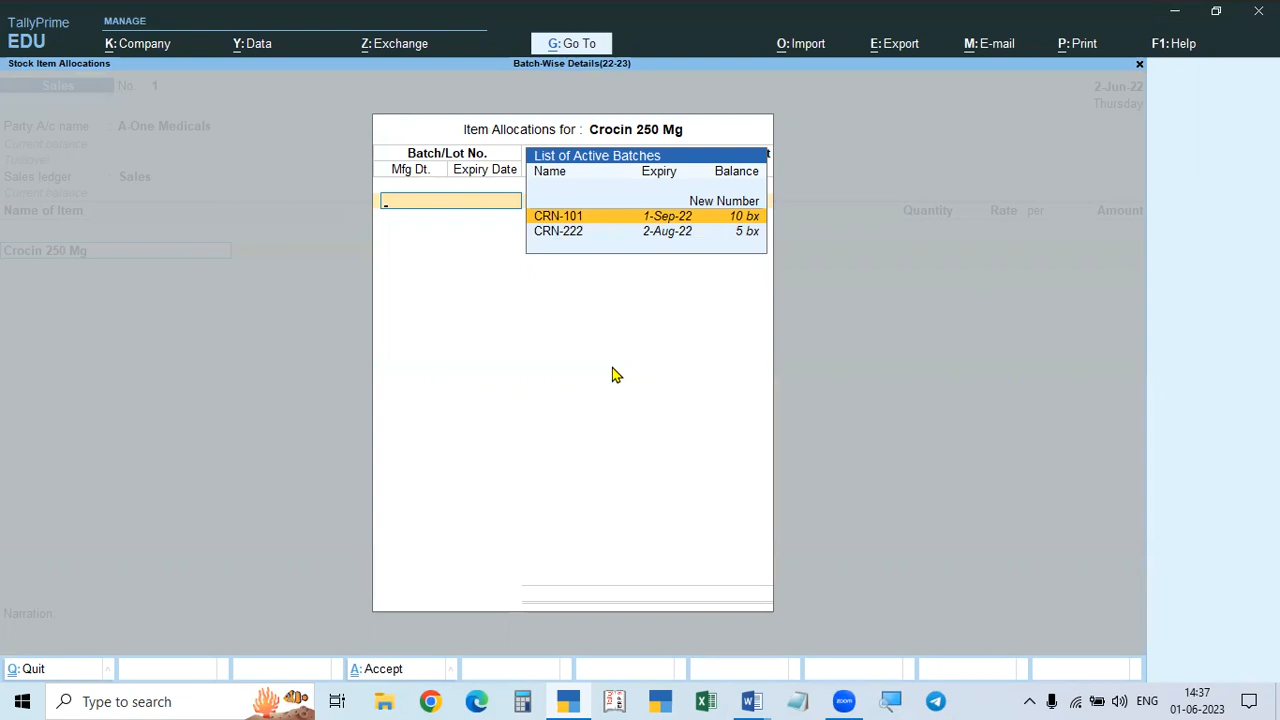 TallyPrime
EDU
MANAGE
K: Company
Y: Data
Z: Exchange
G: Go To
O: Import
E: Export
M: E-mail
P: Print
F1: Help
Stock Item Allocations
Batch-Wise Details(22-23)
Sales
No. 1
2-Jun-22
Thursday
Party A/c name : A-One Medicals
Current balance
Sales ledger : Sales
Current balance
Name of Item
Quantity
Rate per
Amount
Crocin 250 Mg
Item Allocations for : Crocin 250 Mg
Batch/Lot No.
Mfg Dt.
Expiry Date
List of Active Batches
Name Expiry Balance
New Number
CRN-101 1-Sep-22 10 bx
CRN-222 2-Aug-22 5 bx
Narration
Q: Quit
A: Accept
Type here to search
zoom
ENG
14:37
01-06-2023